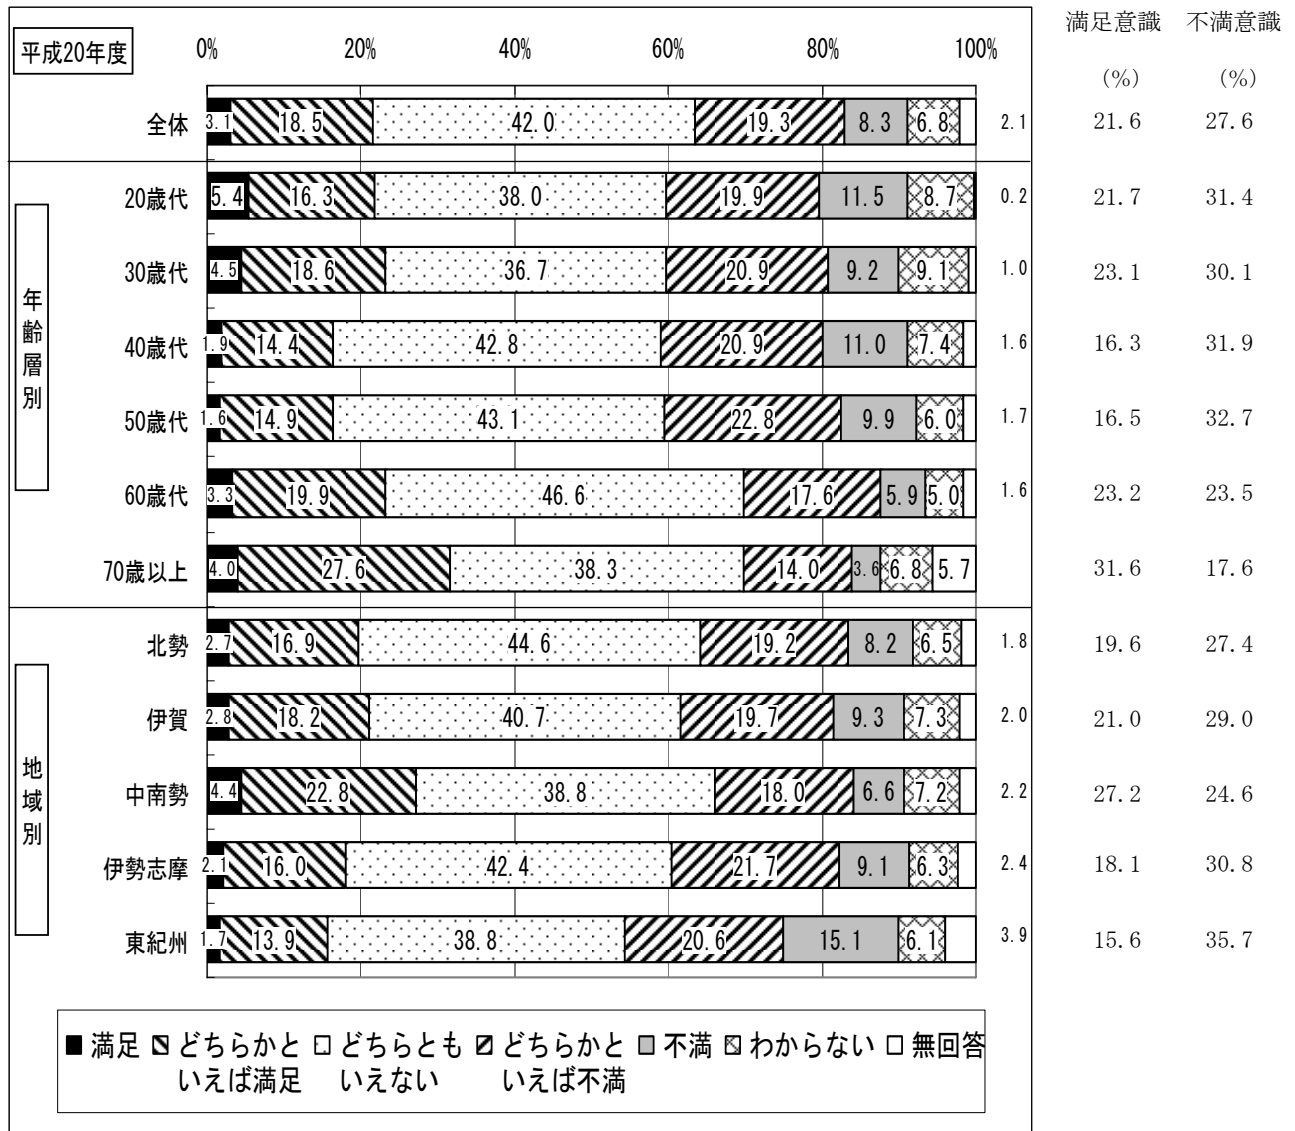 満足意識 不満意識
平成20年度 0% 20% 40% 60% 80% 100%
(%) (%)
全体 3.1 18.5 42.0 19.3 8.3 6.8 2.1 21.6 27.6
年齢層別
20歳代 5.4 16.3 38.0 19.9 11.5 8.7 0.2 21.7 31.4
30歳代 4.5 18.6 36.7 20.9 9.2 9.1 1.0 23.1 30.1
40歳代 1.9 14.4 42.8 20.9 11.0 7.4 1.6 16.3 31.9
50歳代 1.6 14.9 43.1 22.8 9.9 6.0 1.7 16.5 32.7
60歳代 3.3 19.9 46.6 17.6 5.9 5.0 1.6 23.2 23.5
70歳以上 4.0 27.6 38.3 14.0 3.6 6.8 5.7 31.6 17.6
地域別
北勢 2.7 16.9 44.6 19.2 8.2 6.5 1.8 19.6 27.4
伊賀 2.8 18.2 40.7 19.7 9.3 7.3 2.0 21.0 29.0
中南勢 4.4 22.8 38.8 18.0 6.6 7.2 2.2 27.2 24.6
伊勢志摩 2.1 16.0 42.4 21.7 9.1 6.3 2.4 18.1 30.8
東紀州 1.7 13.9 38.8 20.6 15.1 6.1 3.9 15.6 35.7
満足 どちらかと どちらとも どちらかと 不満 わからない 無回答
いえば満足 いえない いえば不満